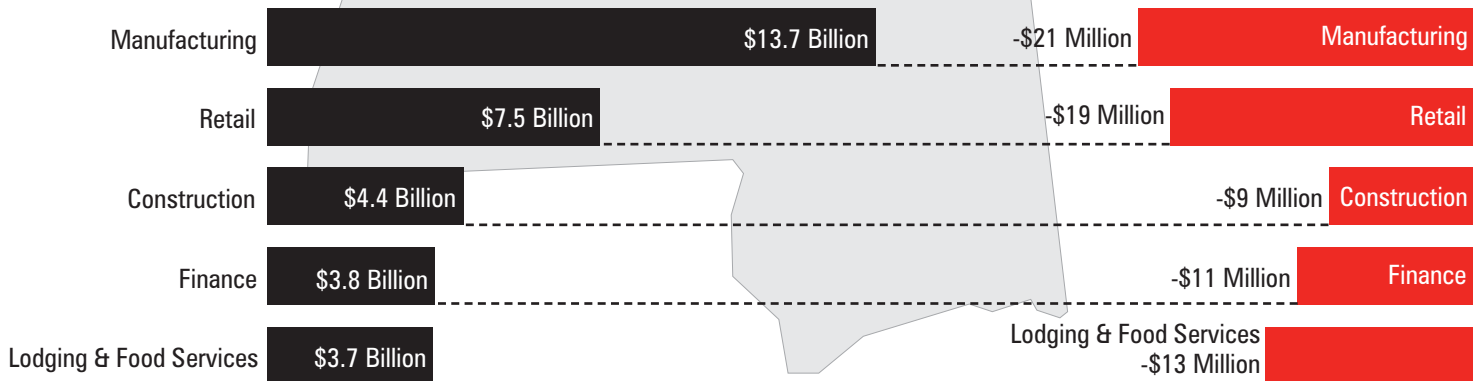 Manufacturing $13.7 Billion -$21 Million Manufacturing
Retail $7.5 Billion -$19 Million Retail
Construction $4.4 Billion -$9 Million Construction
Finance $3.8 Billion -$11 Million Finance
Lodging & Food Services $3.7 Billion Lodging & Food Services
-$13 Million